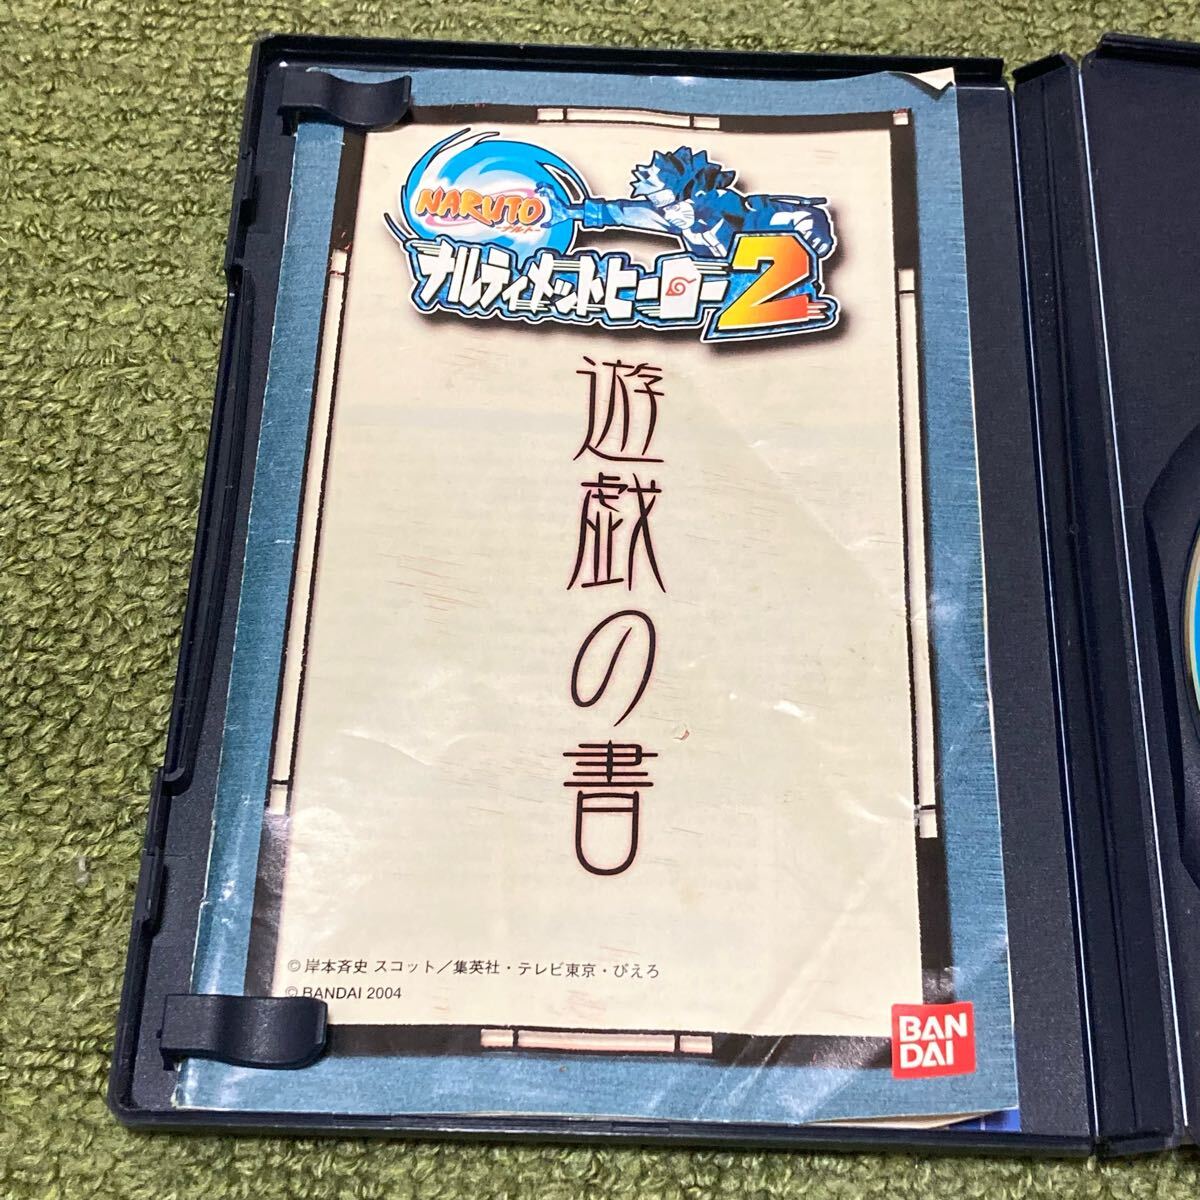 NARUTO
-ナルト-
ナルティメットヒーロー2
遊戯の書
© 岸本斉史 スコット／集英社・テレビ東京・ぴえろ
© BANDAI 2004
BAN
DAI